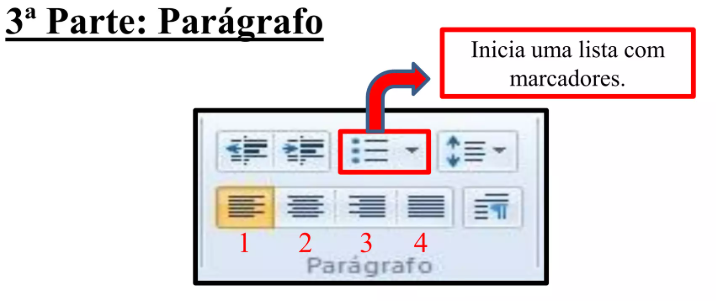 3ª Parte: Parágrafo
Inicia uma lista com
marcadores.
1 2 3 4
Parágrafo